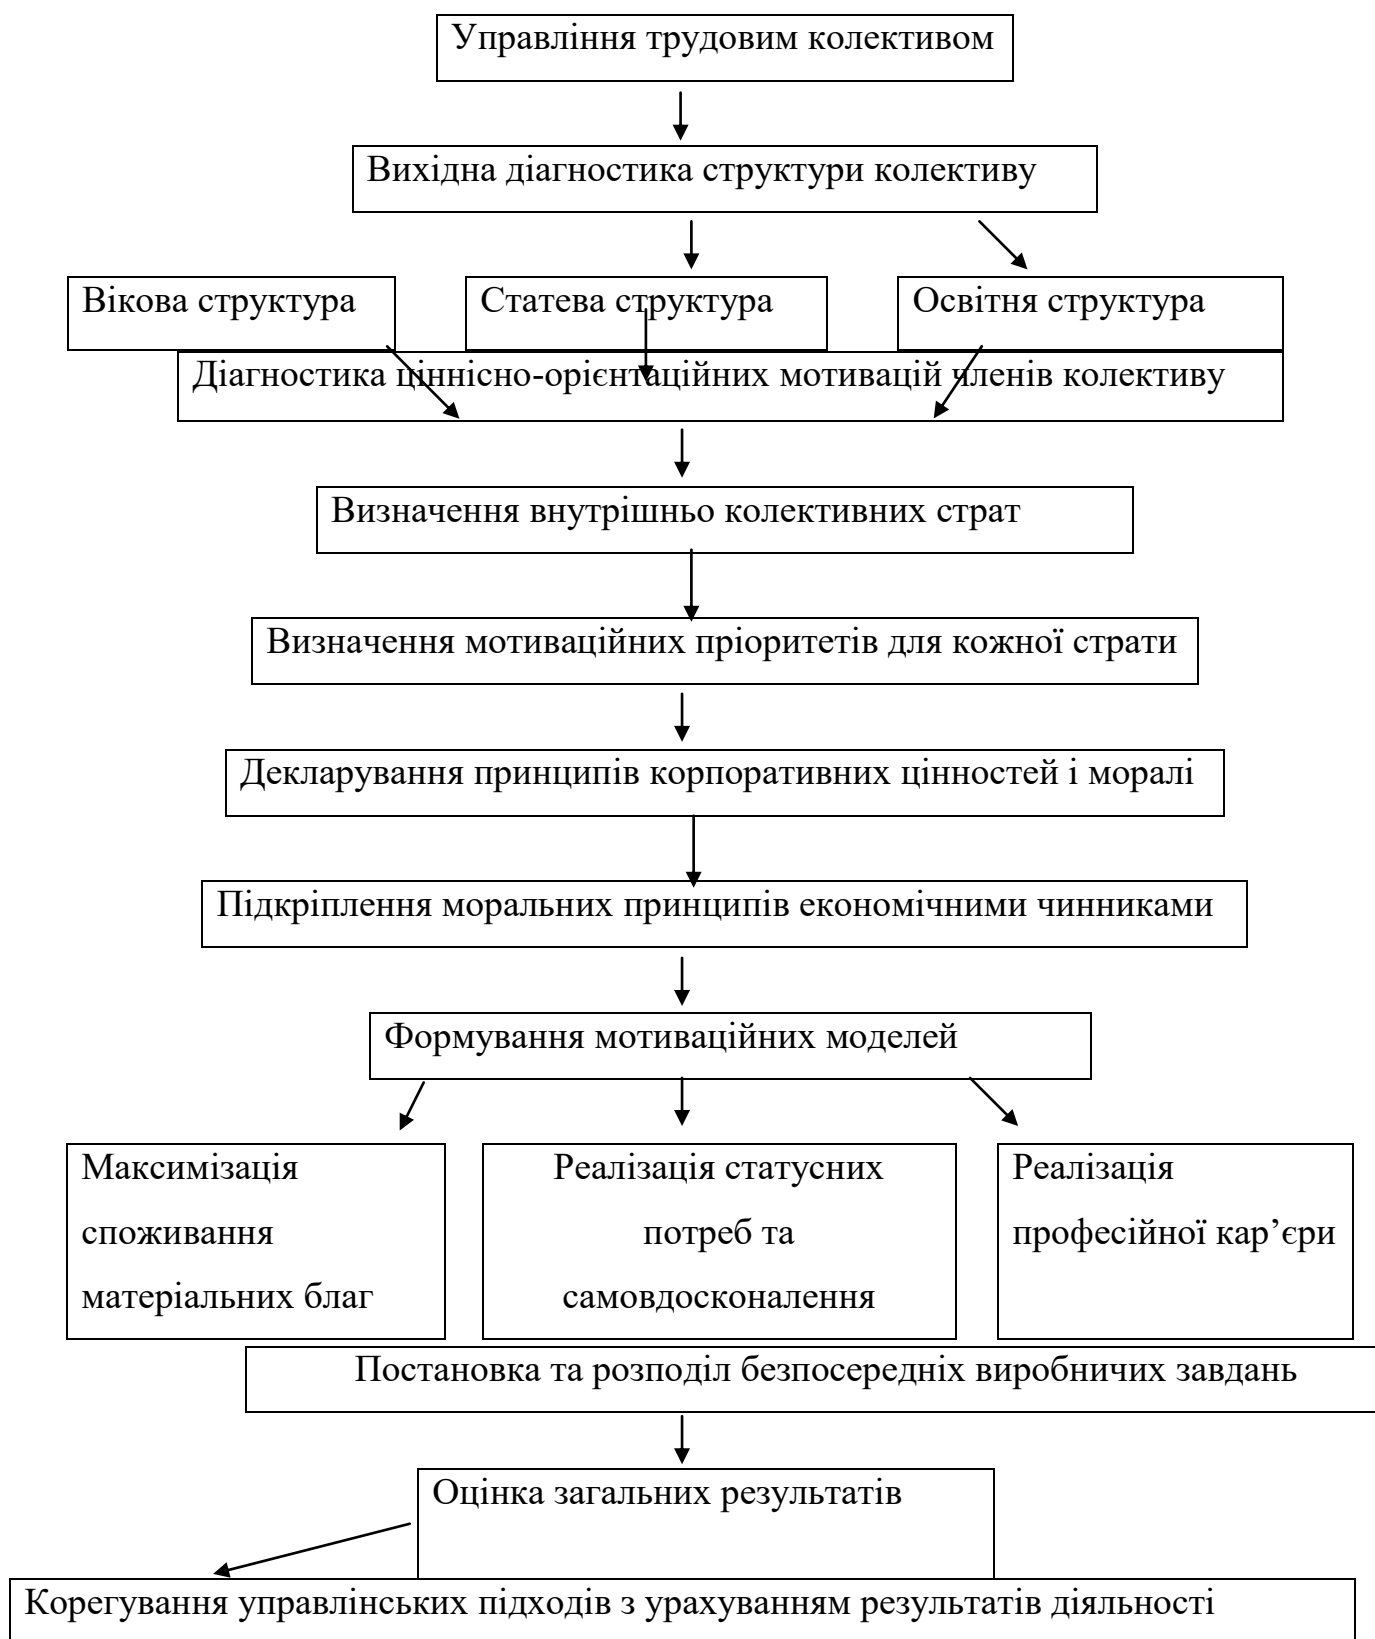 Управління трудовим колективом
Вихідна діагностика структури колективу
Вікова структура
Статева структура
Освітня структура
Діагностика ціннісно-орієнтаційних мотивацій членів колективу
Визначення внутрішньо колективних страт
Визначення мотиваційних пріоритетів для кожної страти
Декларування принципів корпоративних цінностей і моралі
Підкріплення моральних принципів економічними чинниками
Формування мотиваційних моделей
Максимізація
споживання
матеріальних благ
Реалізація статусних
потреб та
самовдосконалення
Реалізація
професійної кар’єри
Постановка та розподіл безпосередніх виробничих завдань
Оцінка загальних результатів
Корегування управлінських підходів з урахуванням результатів діяльності